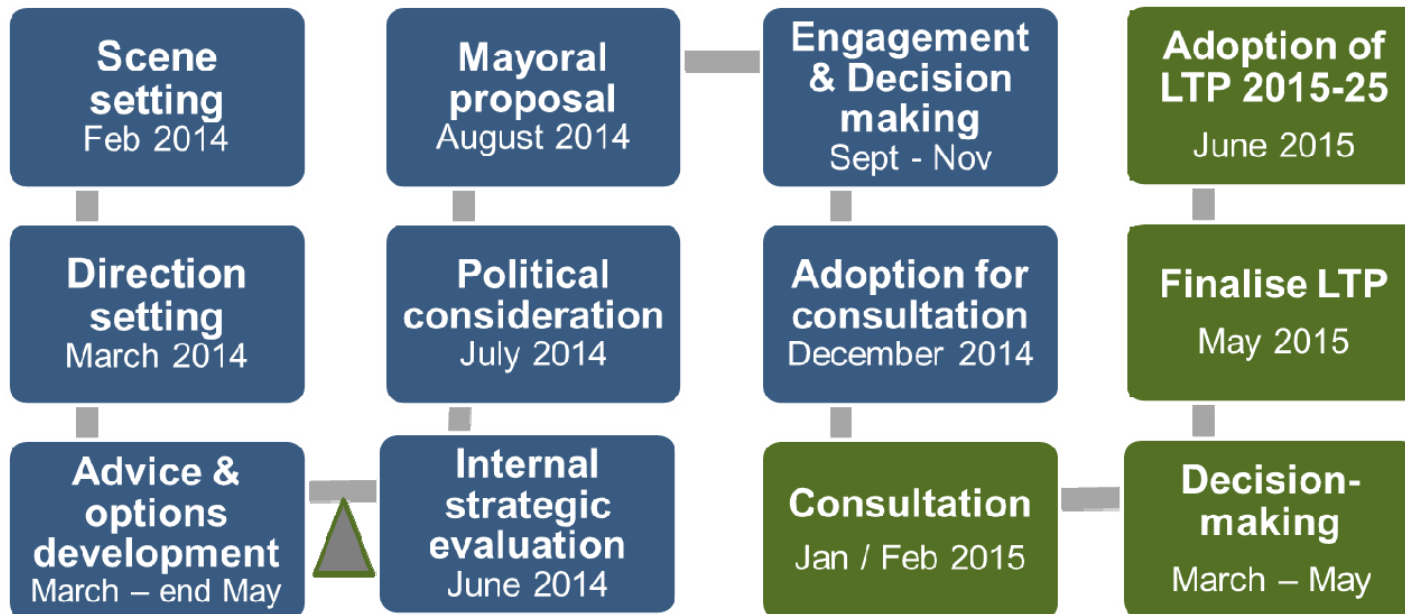 Scene
setting
Feb 2014
Direction
setting
March 2014
Advice &
options
development
March – end May
Internal
strategic
evaluation
June 2014
Political
consideration
July 2014
Mayoral
proposal
August 2014
Engagement
& Decision
making
Sept - Nov
Adoption for
consultation
December 2014
Consultation
Jan / Feb 2015
Decision-
making
March – May
Finalise LTP
May 2015
Adoption of
LTP 2015-25
June 2015